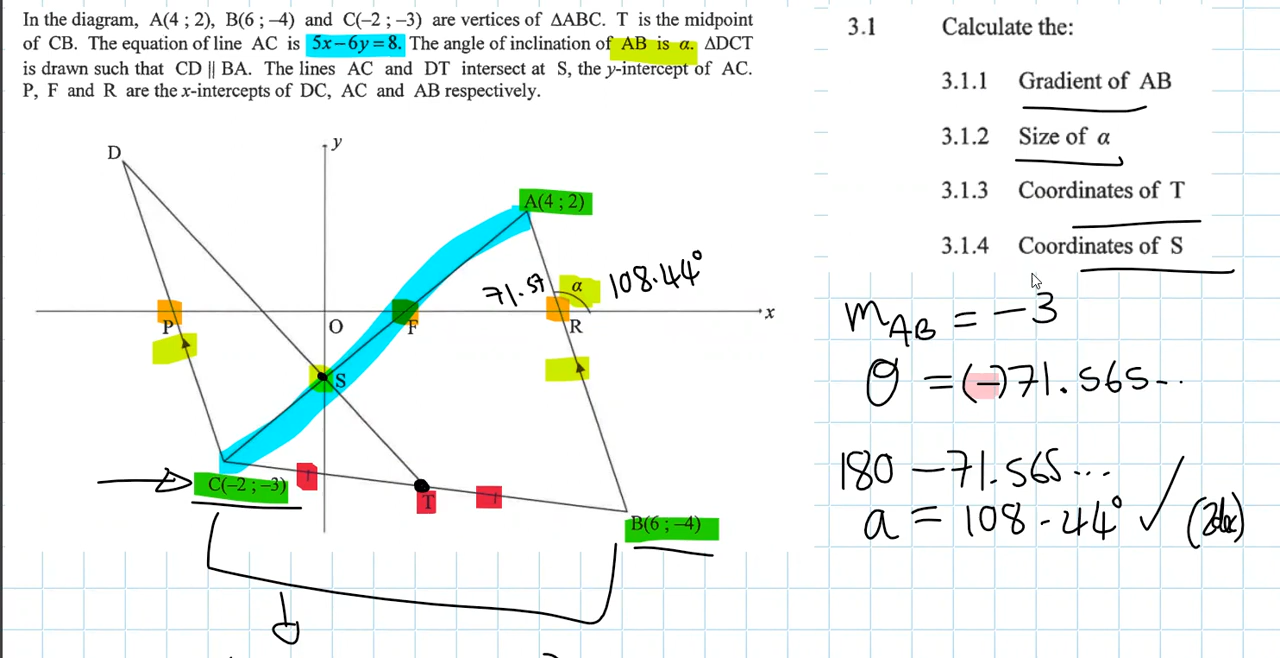 In the diagram, A(4 ; 2), B(6 ; –4) and C(–2 ; –3) are vertices of ΔABC. T is the midpoint
of CB. The equation of line AC is 5x – 6y = 8. The angle of inclination of AB is α. ΔDCT
is drawn such that CD || BA. The lines AC and DT intersect at S, the y-intercept of AC.
P, F and R are the x-intercepts of DC, AC and AB respectively.
3.1 Calculate the:
3.1.1 Gradient of AB
3.1.2 Size of α
3.1.3 Coordinates of T
3.1.4 Coordinates of S
y
D
A(4 ; 2)
71.57 α 108.44°
P O F R x
S
C(–2 ; –3)
T
B(6 ; –4)
m AB = -3
θ = (-)71.565...
180 - 71.565...
a = 108.44° ✓ (2dec)